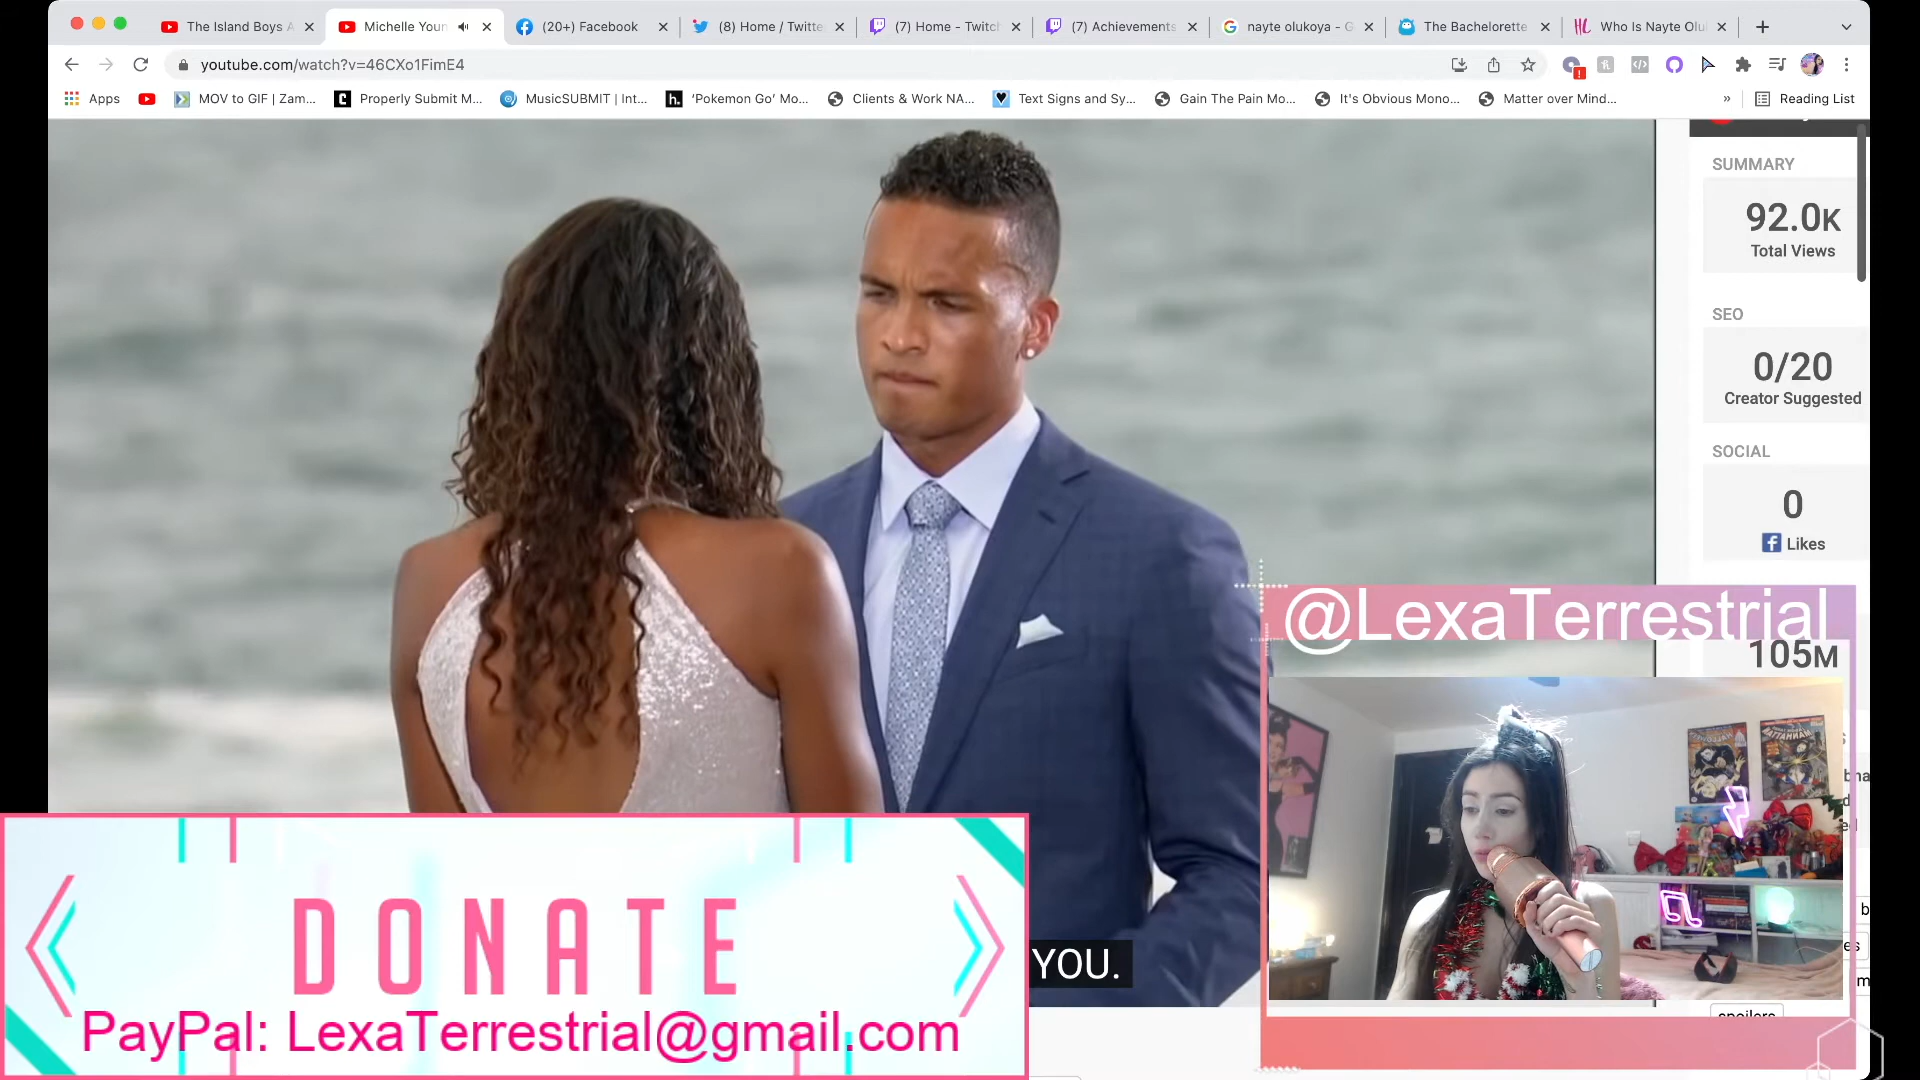 The Island Boys A
Michelle Youn
(20+) Facebook
(8) Home / Twitte
(7) Home - Twitch
(7) Achievements
nayte olukoya - G
The Bachelorette
Who Is Nayte Olu
youtube.com/watch?v=46CXo1FimE4
Apps
MOV to GIF | Zam...
Properly Submit M...
MusicSUBMIT | Int...
'Pokemon Go' Mo...
Clients & Work NA...
Text Signs and Sy...
Gain The Pain Mo...
It's Obvious Mono...
Matter over Mind...
»
Reading List
SUMMARY
92.0K
Total Views
SEO
0/20
Creator Suggested
SOCIAL
0
Likes
@LexaTerrestrial
105M
YOU.
DONATE
PayPal: LexaTerrestrial@gmail.com
spoilers